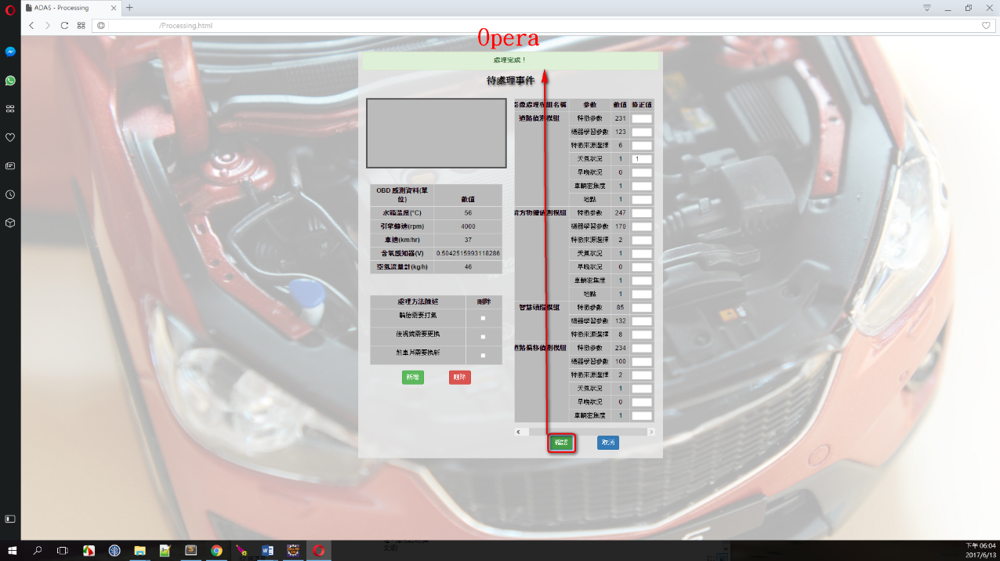 ADAS - Processing
/Processing.html
Opera
處理完成！
待處理事件
影像處理模組名稱 參數 數值 修正值
道路偵測模組 特徵參數 231
機器學習參數 123
特徵來源選擇 6
天氣狀況 1 1
早晚狀況 0
車輛密集度 1
地點 1
前方物體偵測模組 特徵參數 247
機器學習參數 170
特徵來源選擇 2
天氣狀況 1
早晚狀況 0
車輛密集度 1
地點 1
智慧頭燈模組 特徵參數 85
機器學習參數 132
特徵來源選擇 8
道路偏移偵測模組 特徵參數 234
機器學習參數 100
特徵來源選擇 2
天氣狀況 1
早晚狀況 0
車輛密集度 1
OBD 感測資料(單位) 數值
水箱溫度(°C) 56
引擎轉速(rpm) 4000
車速(km/hr) 37
含氧感知器(V) 0.5042515993118286
空氣流量計(kg/h) 46
處理方法陳述 刪除
輪胎需要打氣
後視鏡需要更換
煞車片需要換新
新增 刪除
確認 取消
下午 06:04
2017/6/13